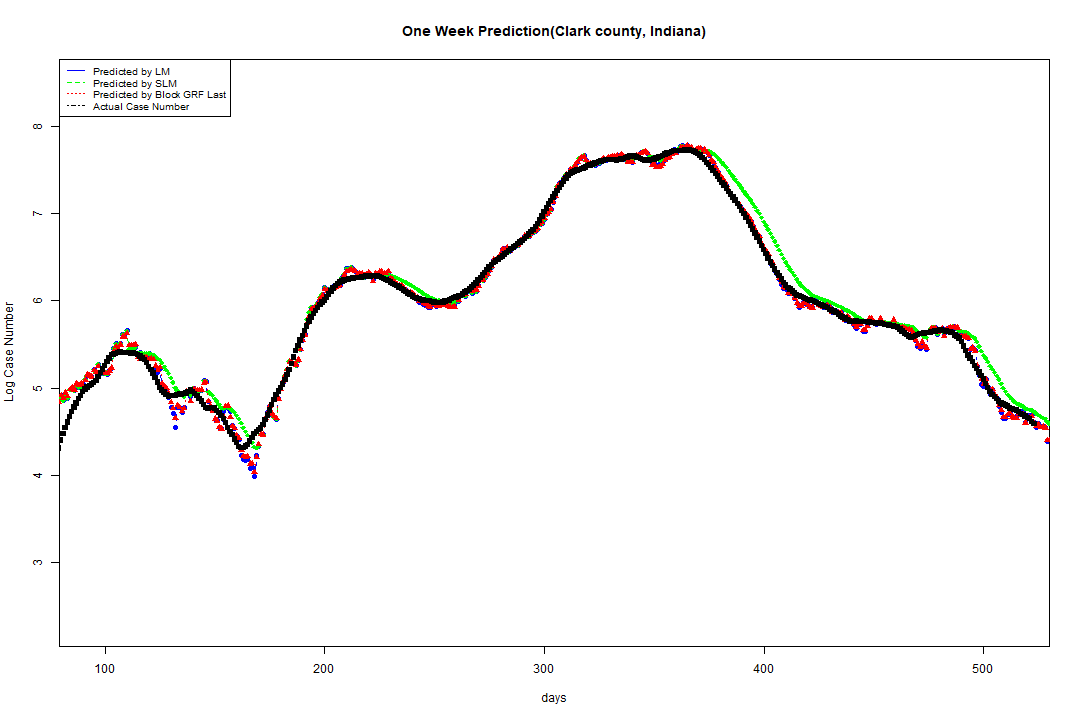 One Week Prediction(Clark county, Indiana)
Predicted by LM
Predicted by SLM
Predicted by Block GRF Last
Actual Case Number
8
7
6
5
4
3
Log Case Number
100 200 300 400 500
days